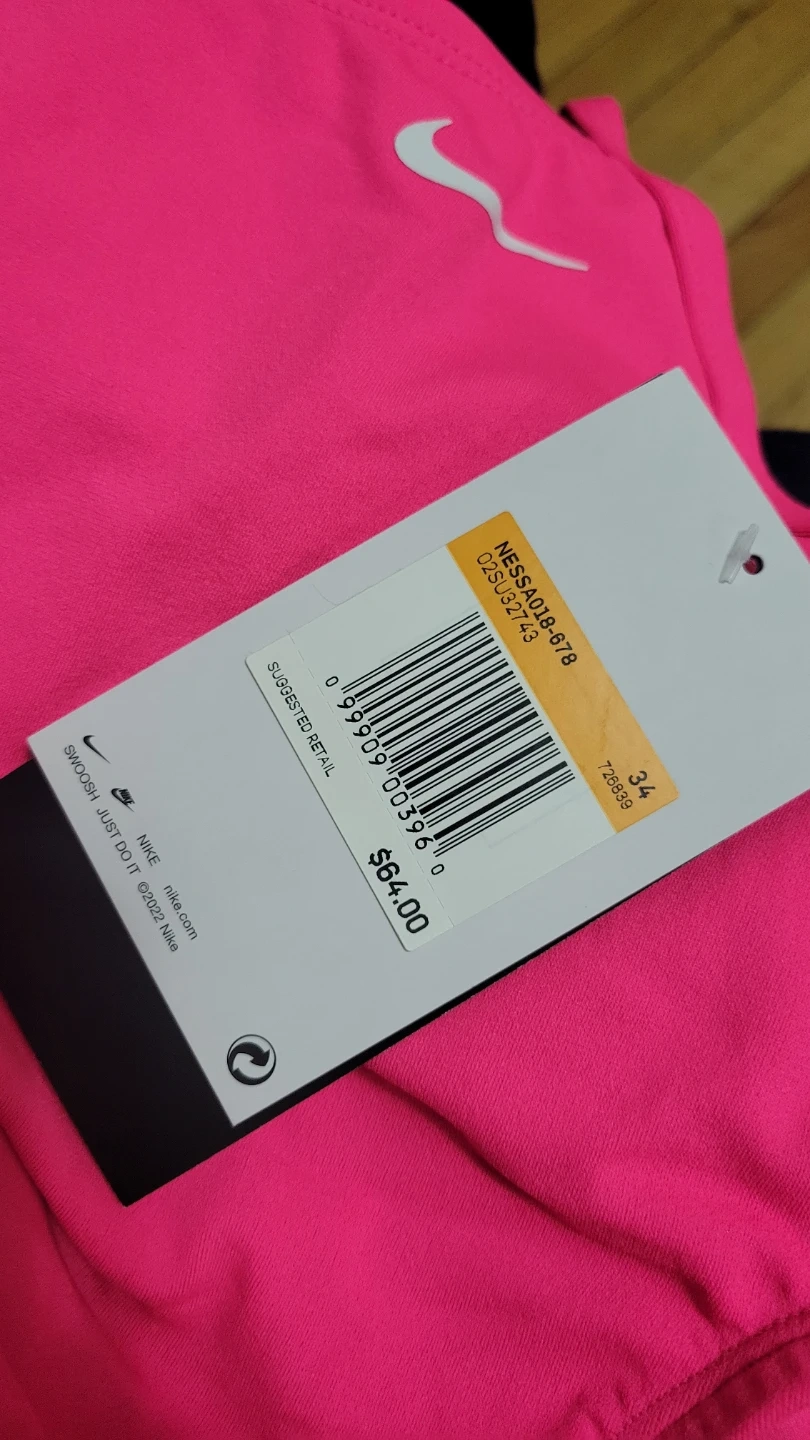 NESSA018-678
02SU32743
34
726839
0 99909 00396 0
SUGGESTED RETAIL
$64.00
NIKE nike.com
SWOOSH JUST DO IT ©2022 Nike